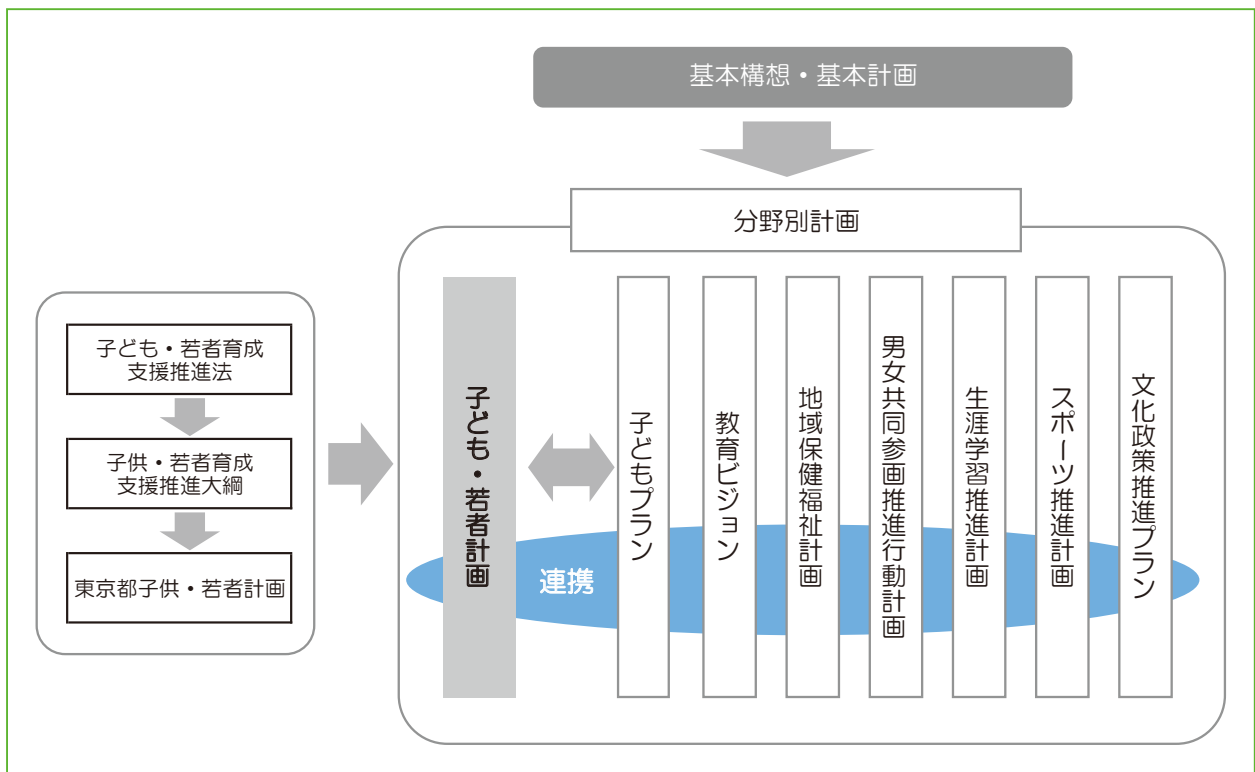 基本構想・基本計画
分野別計画
子ども・若者育成
支援推進法
子供・若者育成
支援推進大綱
東京都子供・若者計画
子ども・若者計画
連携
子どもプラン
教育ビジョン
地域保健福祉計画
男女共同参画推進行動計画
生涯学習推進計画
スポーツ推進計画
文化政策推進プラン